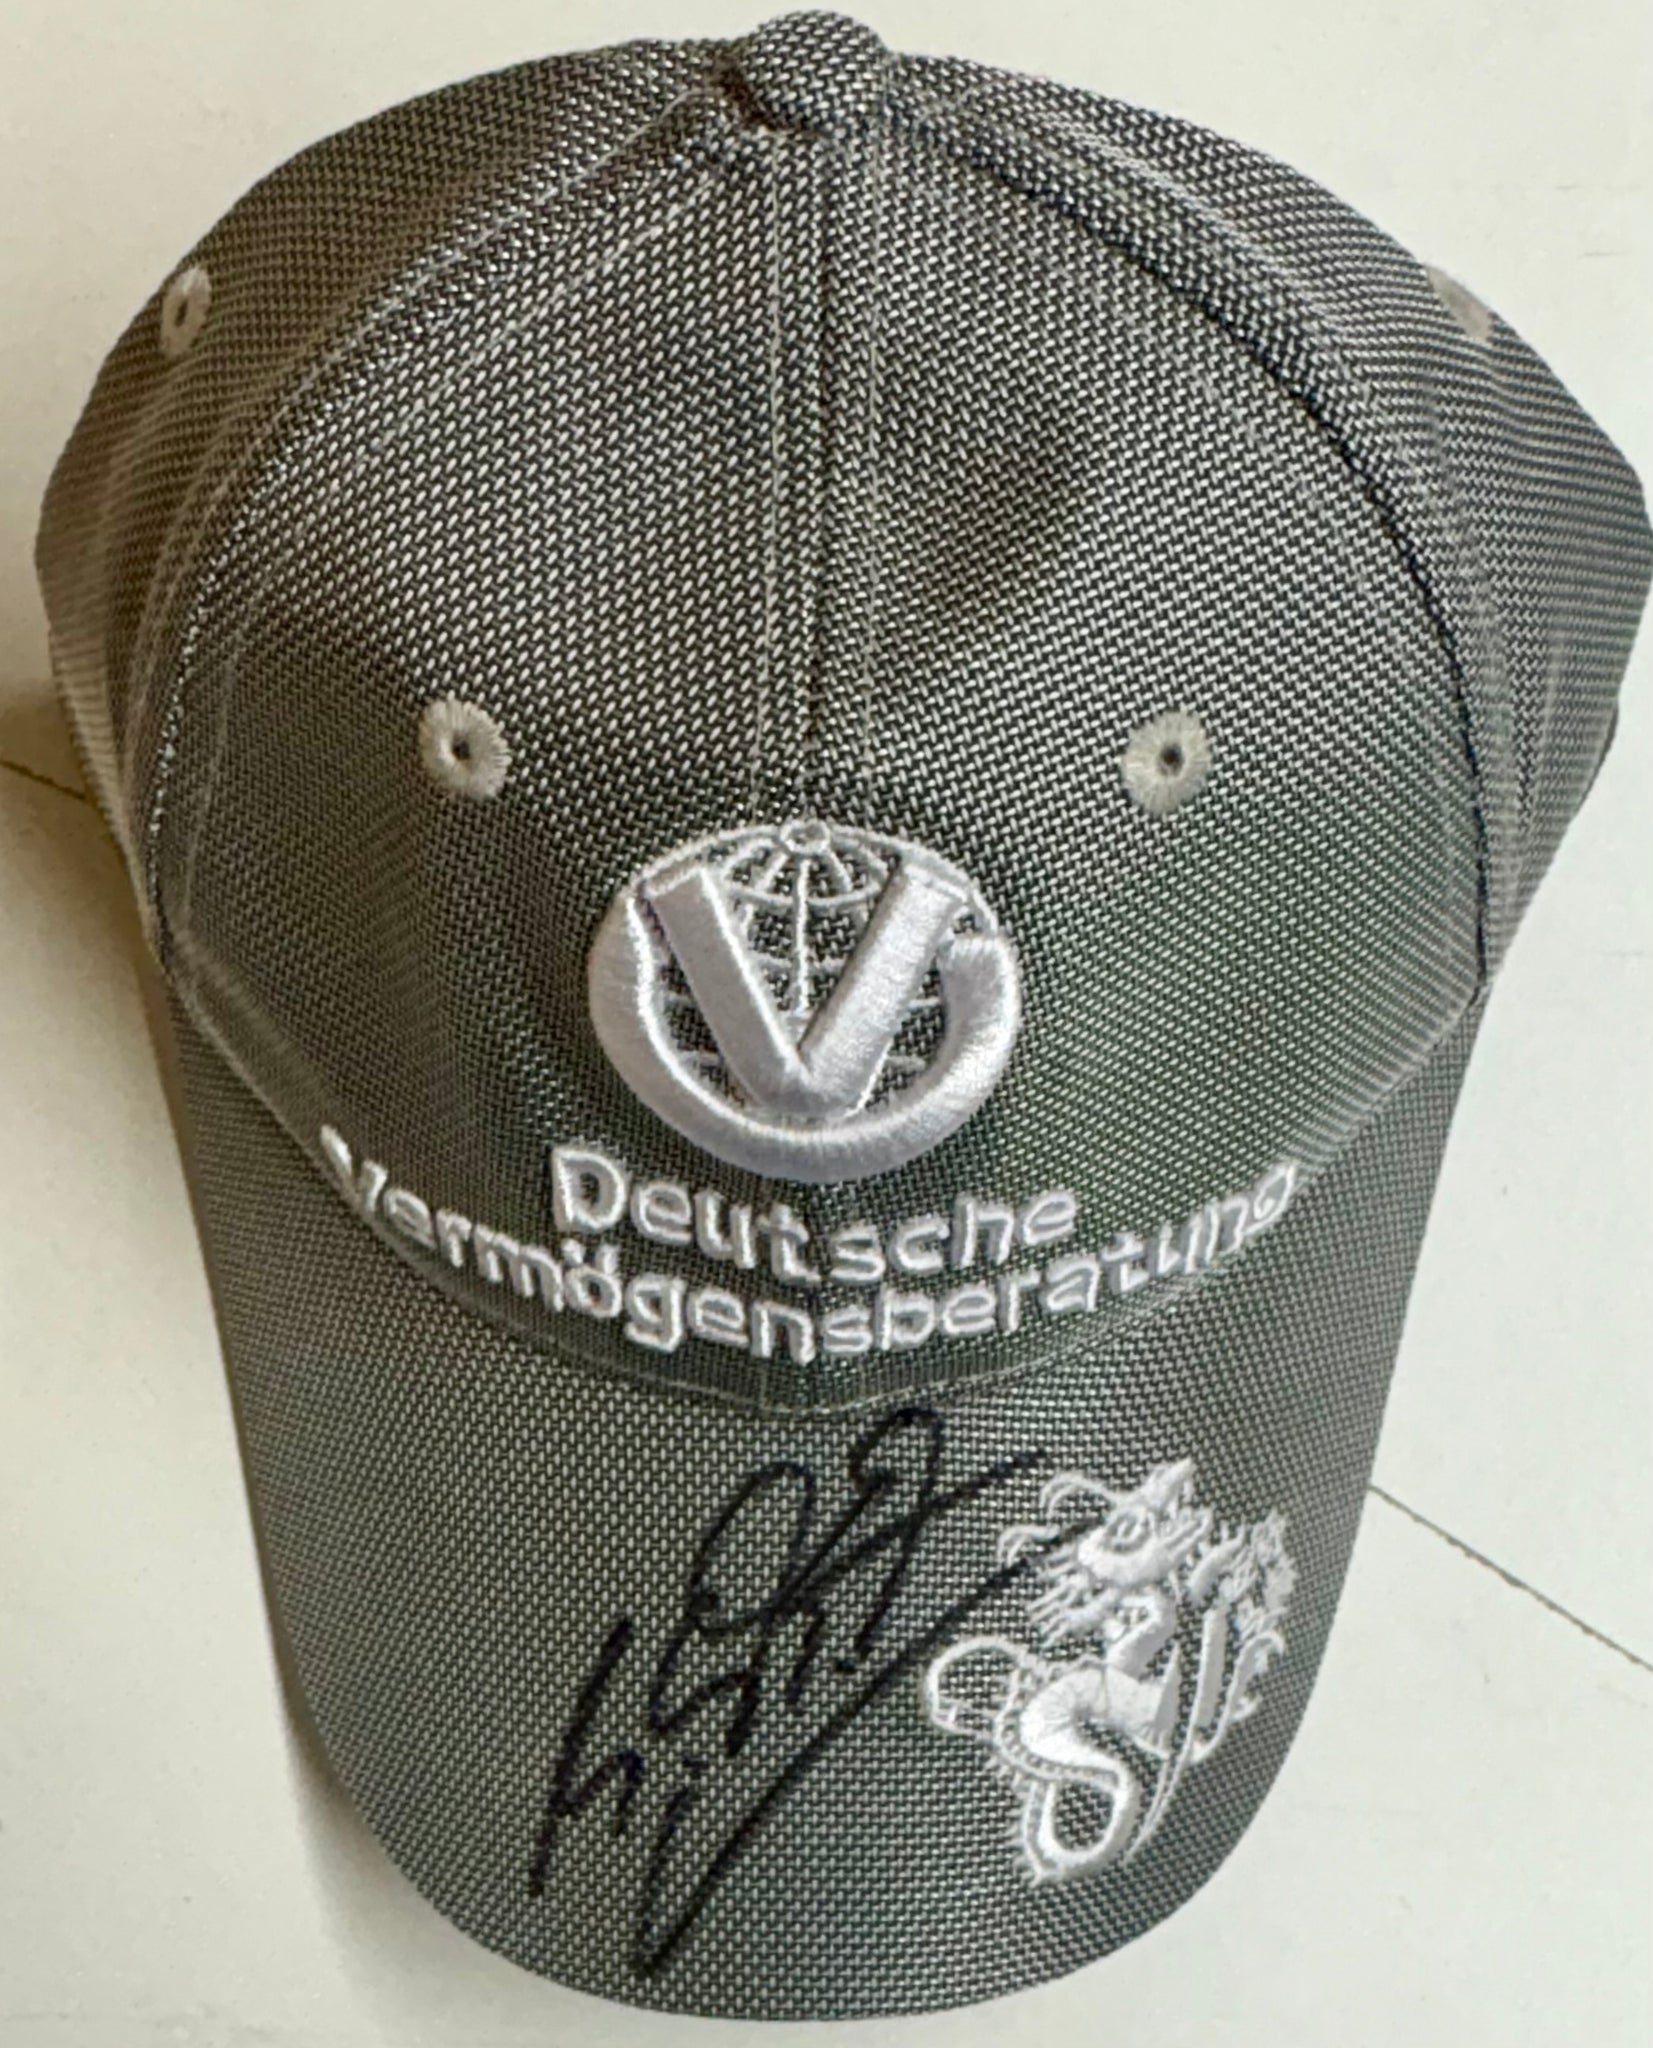 V
Deutsche
Vermögensberatung